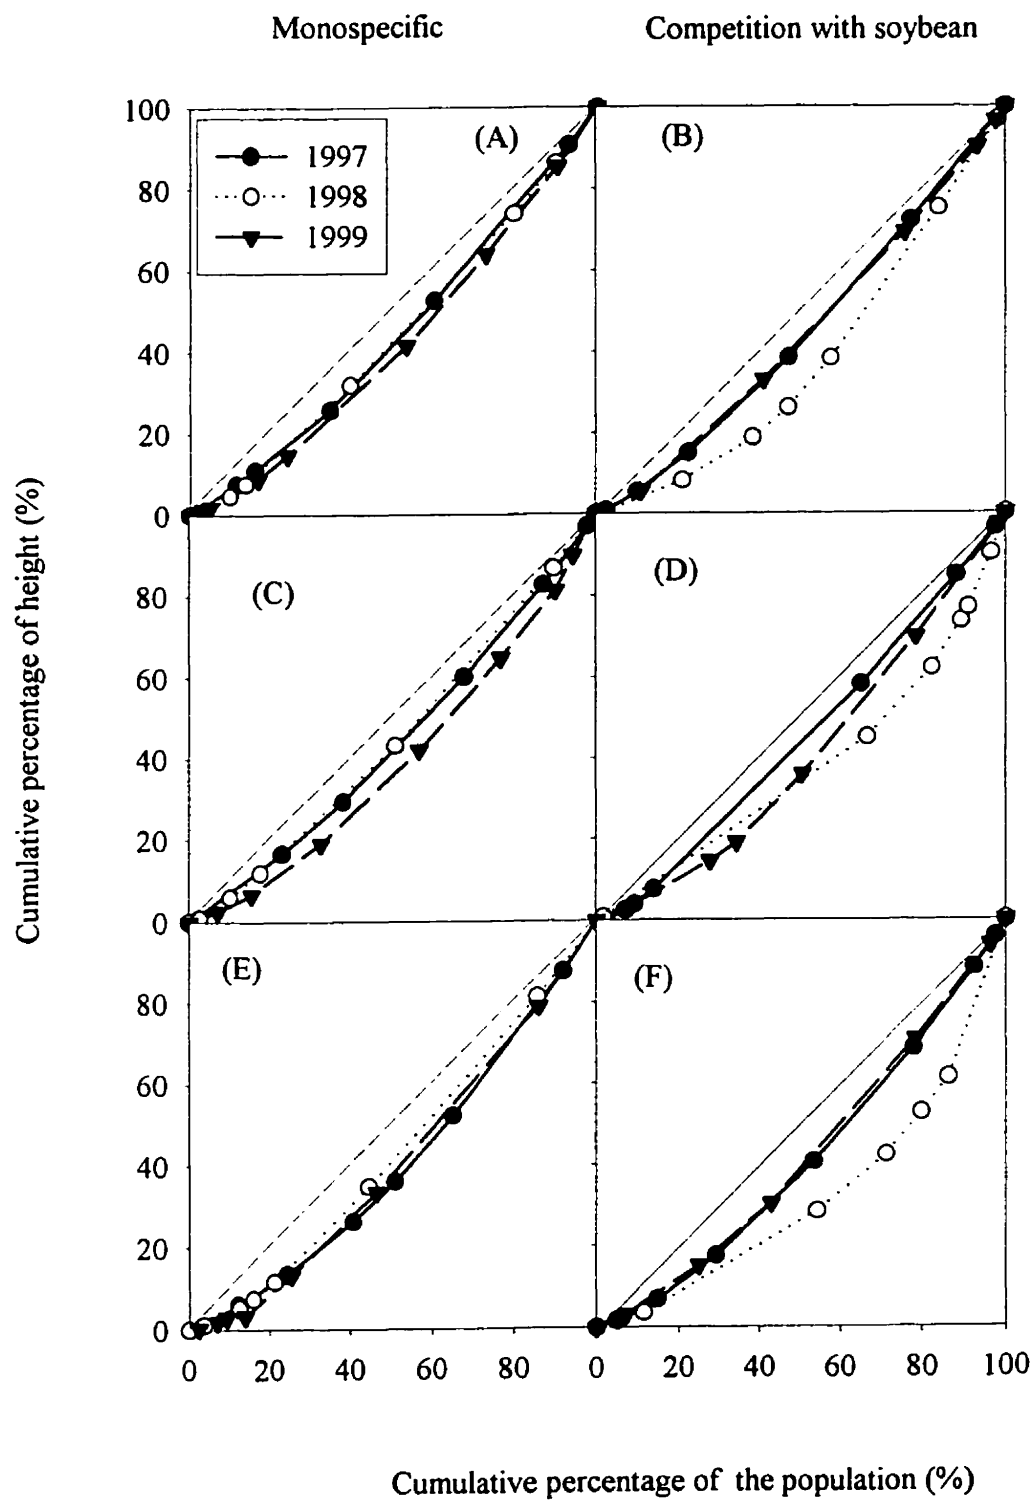 Monospecific
Competition with soybean
100
(A)
(B)
1997
80
1998
1999
60
40
20
0
(C)
(D)
80
60
40
20
0
(E)
(F)
80
60
40
20
0
0 20 40 60 80 0 20 40 60 80 100
Cumulative percentage of height (%)
Cumulative percentage of the population (%)